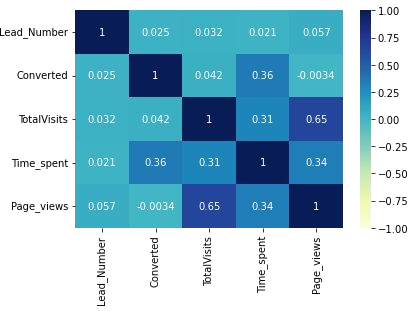 Lead_Number 1 0.025 0.032 0.021 0.057
Converted 0.025 1 0.042 0.36 -0.0034
TotalVisits 0.032 0.042 1 0.31 0.65
Time_spent 0.021 0.36 0.31 1 0.34
Page_views 0.057 -0.0034 0.65 0.34 1
Lead_Number
Converted
TotalVisits
Time_spent
Page_views
1.00
0.75
0.50
0.25
0.00
−0.25
−0.50
−0.75
−1.00